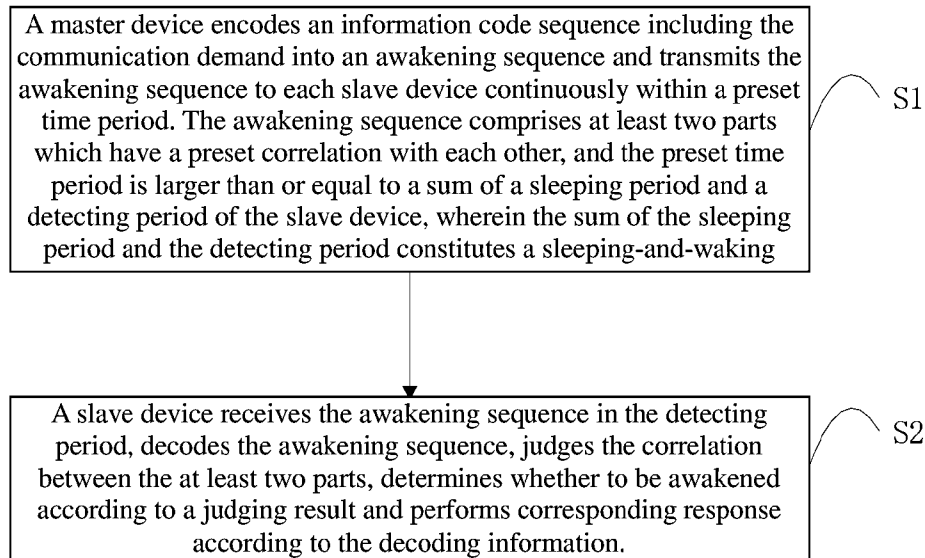 A master device encodes an information code sequence including the
communication demand into an awakening sequence and transmits the
awakening sequence to each slave device continuously within a preset
time period. The awakening sequence comprises at least two parts
which have a preset correlation with each other, and the preset time
period is larger than or equal to a sum of a sleeping period and a
detecting period of the slave device, wherein the sum of the sleeping
period and the detecting period constitutes a sleeping-and-waking
S1
A slave device receives the awakening sequence in the detecting
period, decodes the awakening sequence, judges the correlation
between the at least two parts, determines whether to be awakened
according to a judging result and performs corresponding response
according to the decoding information.
S2